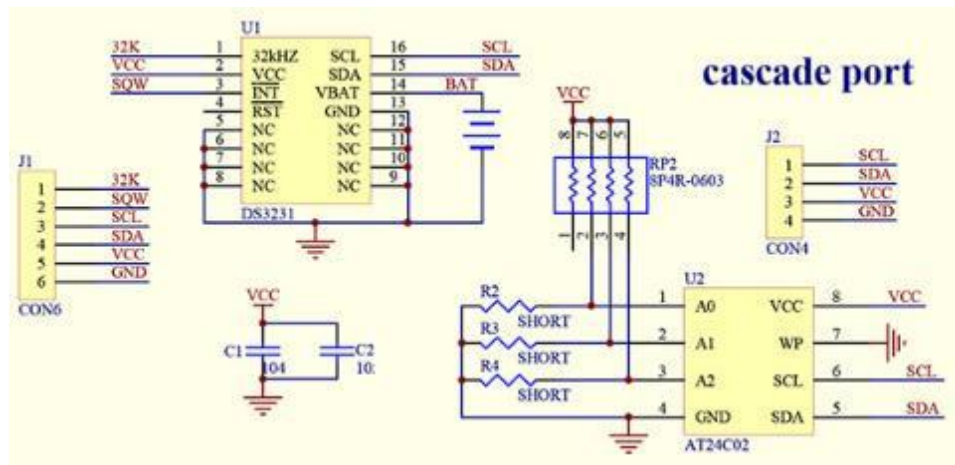 U1
32K 1 32kHZ SCL 16 SCL
VCC 2 VCC SDA 15 SDA
SQW 3 INT VBAT 14 BAT
4 RST GND 13
5 NC NC 12
6 NC NC 11
7 NC NC 10
8 NC NC 9
DS3231
cascade port
VCC
8 7 6 5
RP2
8P4R-0603
1 2 3 4
J1
1 32K
2 SQW
3 SCL
4 SDA
5 VCC
6 GND
CON6
J2
1 SCL
2 SDA
3 VCC
4 GND
CON4
VCC
C1 104
C2
R2 SHORT
R3 SHORT
R4 SHORT
U2
1 A0 VCC 8 VCC
2 A1 WP 7
3 A2 SCL 6 SCL
4 GND SDA 5 SDA
AT24C02